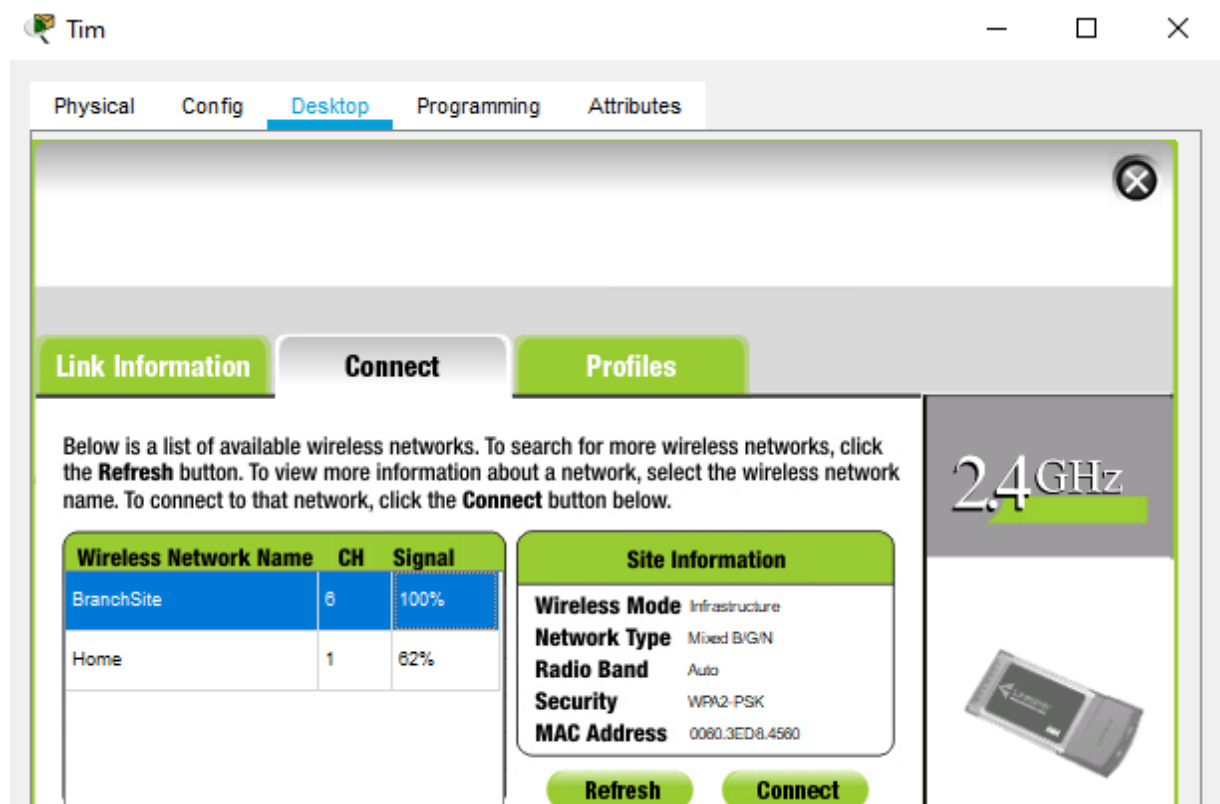 Tim
Physical Config Desktop Programming Attributes
Link Information Connect Profiles
Below is a list of available wireless networks. To search for more wireless networks, click
the Refresh button. To view more information about a network, select the wireless network
name. To connect to that network, click the Connect button below.
2.4GHz
Wireless Network Name CH Signal
BranchSite 6 100%
Home 1 62%
Site Information
Wireless Mode Infrastructure
Network Type Mixed B/G/N
Radio Band Auto
Security WPA2-PSK
MAC Address 0060.3ED8.4560
Refresh Connect